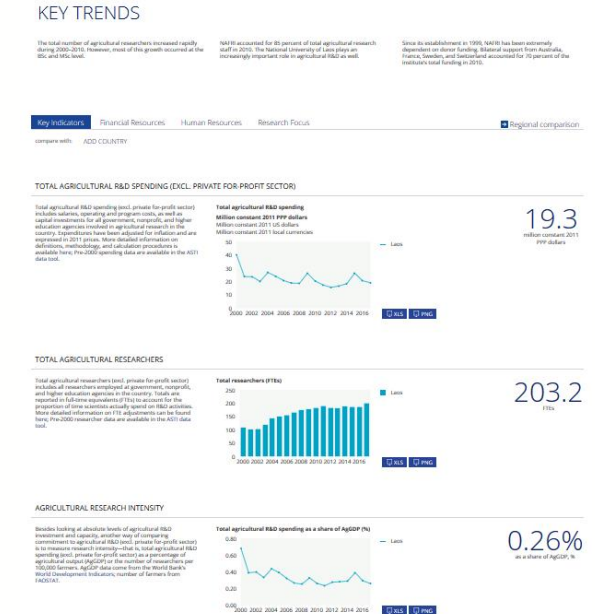 KEY TRENDS
The total number of agricultural researchers increased rapidly
during 2000–2010. However, most of this growth occurred at the
BSc and MSc level.
NAFRI accounted for 85 percent of total agricultural research
staff in 2010. The National University of Laos plays an
increasingly important role in agricultural R&D as well.
Since its establishment in 1999, NAFRI has been extremely
dependent on donor funding. Bilateral support from Australia,
France, Sweden, and Switzerland accounted for 70 percent of the
institute's total funding in 2010.
Key Indicators Financial Resources Human Resources Research Focus
Regional comparison
compare with: ADD COUNTRY
TOTAL AGRICULTURAL R&D SPENDING (EXCL. PRIVATE FOR-PROFIT SECTOR)
Total agricultural R&D spending (excl. private for-profit sector)
includes salaries, operating and program costs, as well as
capital investments for all government, nonprofit, and higher
education agencies involved in agricultural research in the
country. Expenditures have been adjusted for inflation and are
expressed in 2011 prices. More detailed information on
definitions, methodology, and calculation procedures is
available here; Pre-2000 spending data are available in the ASTI
data tool.
Total agricultural R&D spending
Million constant 2011 PPP dollars
Million constant 2011 US dollars
Million constant 2011 local currencies
50
40
30
20
10
0
2000 2002 2004 2006 2008 2010 2012 2014 2016
Laos
XLS PNG
19.3
million constant 2011
PPP dollars
TOTAL AGRICULTURAL RESEARCHERS
Total agricultural researchers (excl. private for-profit sector)
includes all researchers employed at government, nonprofit,
and higher education agencies in the country. Totals are
reported in full-time equivalents (FTEs) to account for the
proportion of time scientists actually spend on R&D activities.
More detailed information on FTE adjustments can be found
here; Pre-2000 researcher data are available in the ASTI data
tool.
Total researchers (FTEs)
250
200
150
100
50
0
2000 2002 2004 2006 2008 2010 2012 2014 2016
Laos
XLS PNG
203.2
FTEs
AGRICULTURAL RESEARCH INTENSITY
Besides looking at absolute levels of agricultural R&D
investment and capacity, another way of comparing
commitment to agricultural R&D (excl. private for-profit sector)
is to measure research intensity—that is, total agricultural R&D
spending (excl. private for-profit sector) as a percentage of
agricultural output (AgGDP) or the number of researchers per
100,000 farmers. AgGDP data come from the World Bank's
World Development Indicators, number of farmers from
FAOSTAT.
Total agricultural R&D spending as a share of AgGDP (%)
0.80
0.60
0.40
0.20
0.00
2000 2002 2004 2006 2008 2010 2012 2014 2016
Laos
XLS PNG
0.26%
as a share of AgGDP, %